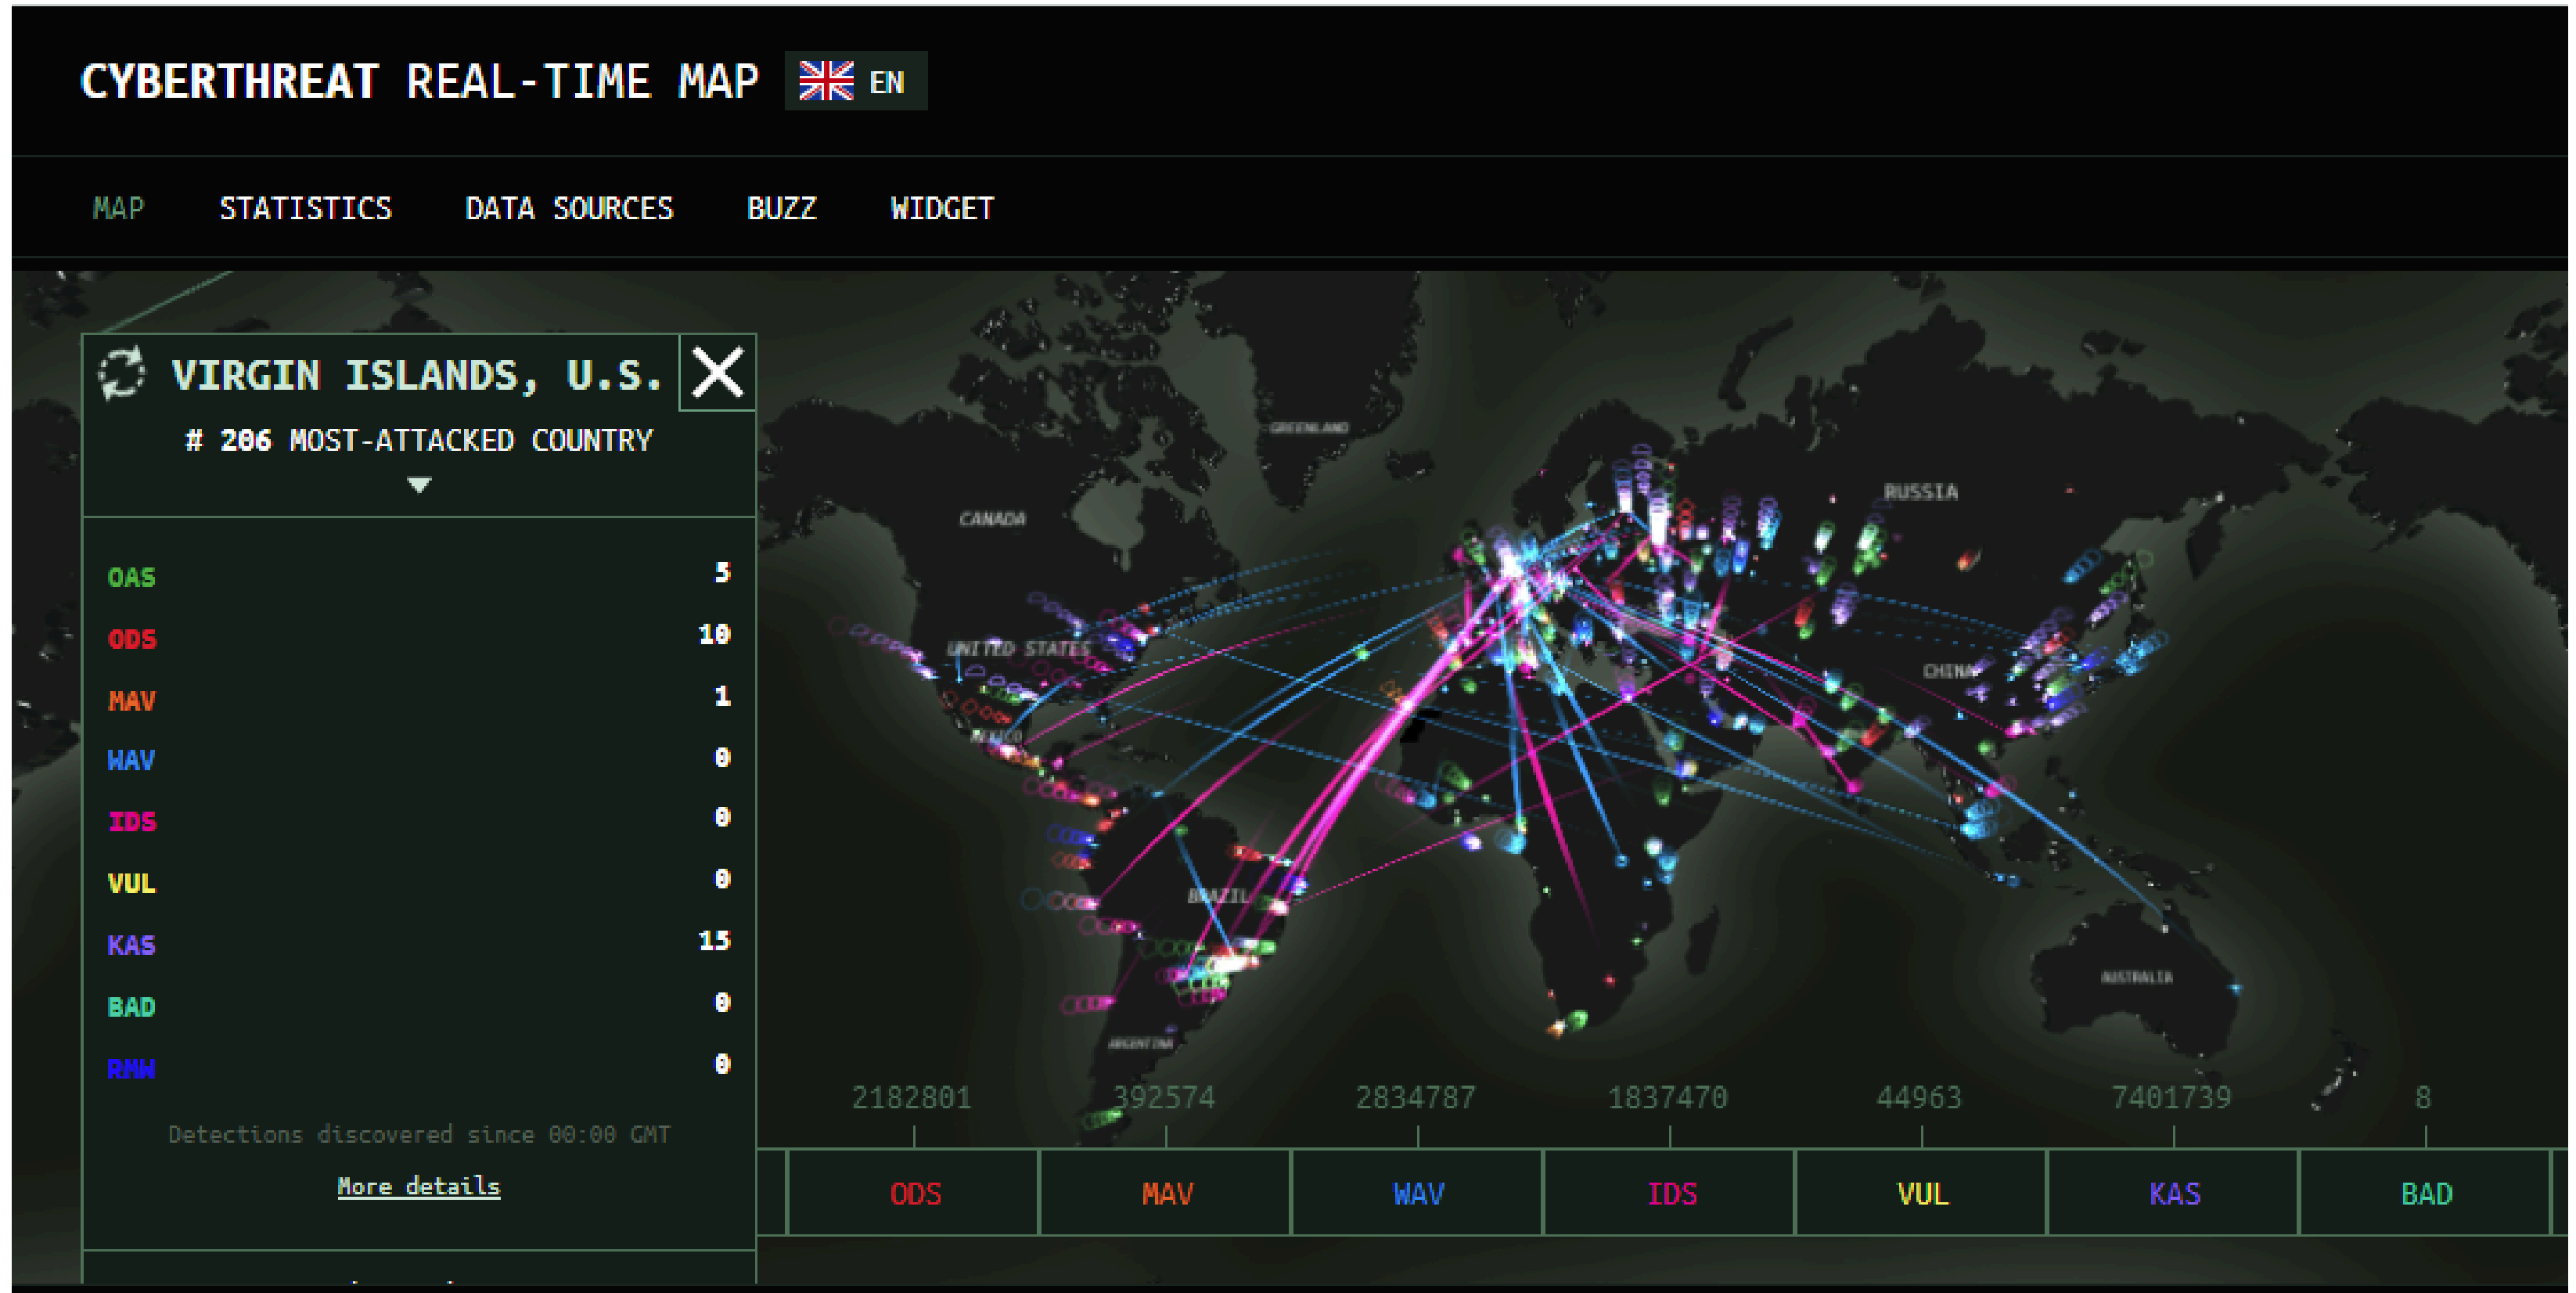 CYBERTHREAT REAL-TIME MAP EN
MAP STATISTICS DATA SOURCES BUZZ WIDGET
VIRGIN ISLANDS, U.S.
# 206 MOST-ATTACKED COUNTRY
OAS 5
ODS 10
MAV 1
WAV 0
IDS 0
VUL 0
KAS 15
BAD 0
RMW 0
Detections discovered since 00:00 GMT
More details
GREENLAND
CANADA
RUSSIA
UNITED STATES
CHINA
MEXICO
BRAZIL
AUSTRALIA
ARGENTINA
2182801 392574 2834787 1837470 44963 7401739 8
ODS MAV WAV IDS VUL KAS BAD